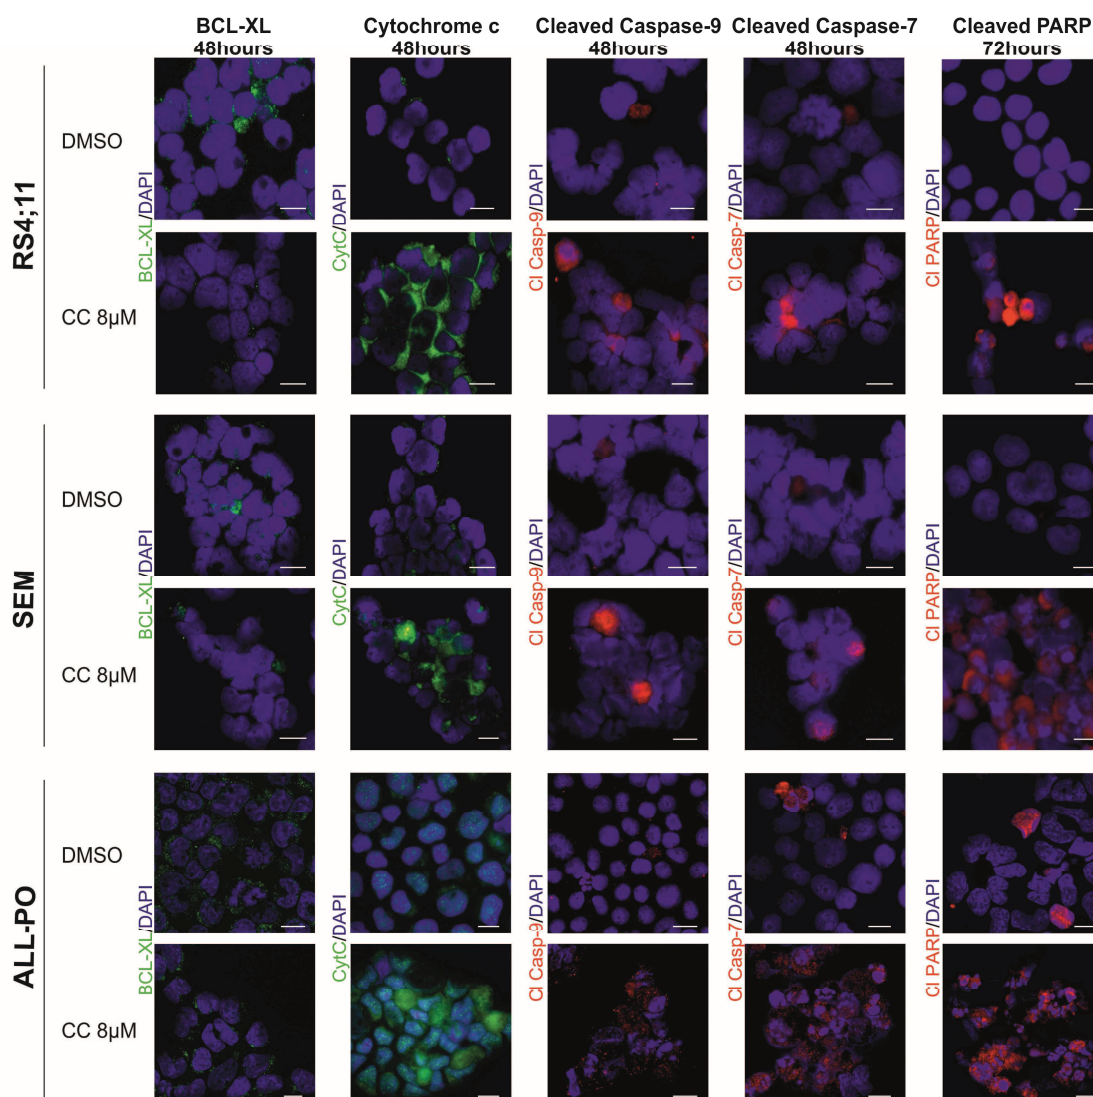 BCL-XL
48hours
Cytochrome c
48hours
Cleaved Caspase-9
48hours
Cleaved Caspase-7
48hours
Cleaved PARP
72hours
RS4;11
DMSO
CC 8µM
BCL-XL/DAPI
CytC/DAPI
Cl Casp-9/DAPI
Cl Casp-7/DAPI
Cl PARP/DAPI
SEM
DMSO
CC 8µM
BCL-XL/DAPI
CytC/DAPI
Cl Casp-9/DAPI
Cl Casp-7/DAPI
Cl PARP/DAPI
ALL-PO
DMSO
CC 8µM
BCL-XL/DAPI
CytC/DAPI
Cl Casp-9/DAPI
Cl Casp-7/DAPI
Cl PARP/DAPI